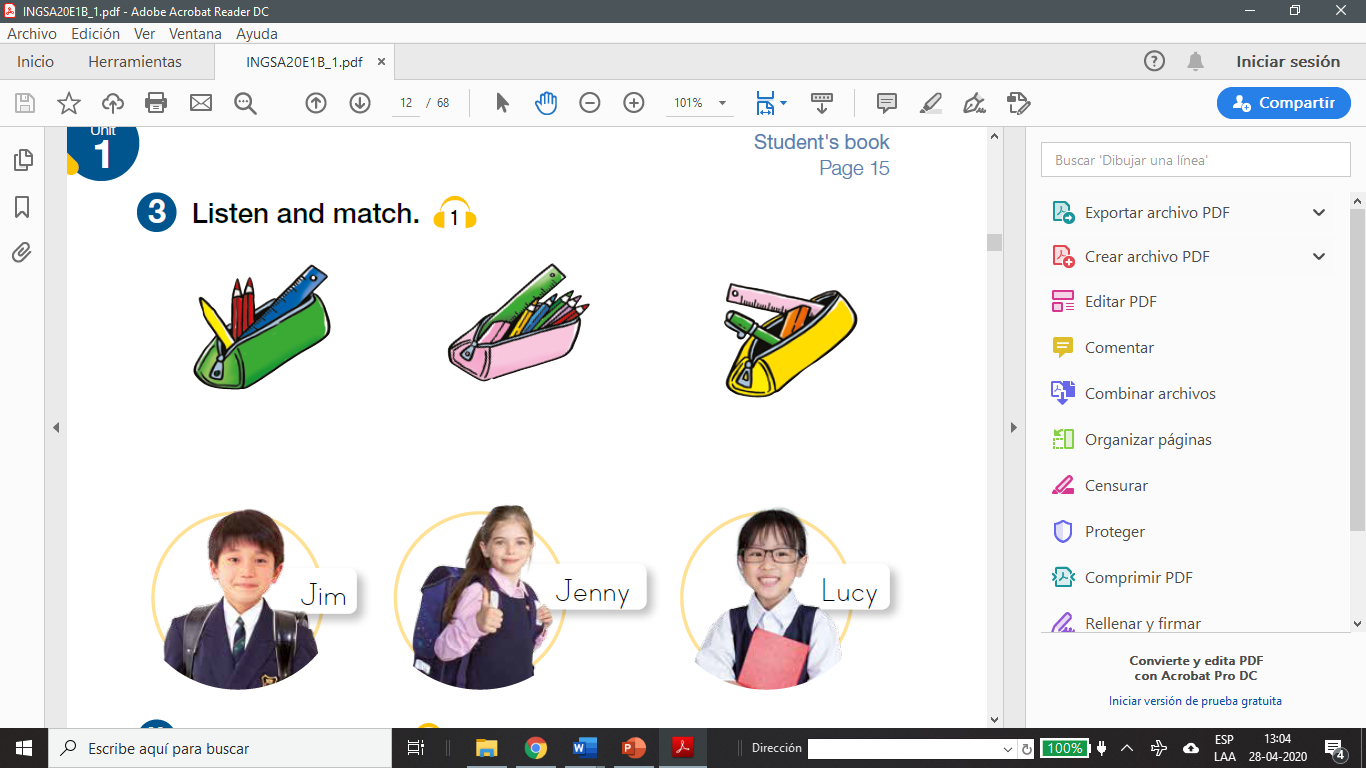 INGSA20E1B_1.pdf - Adobe Acrobat Reader DC
Archivo Edición Ver Ventana Ayuda
Inicio Herramientas INGSA20E1B_1.pdf Iniciar sesión
12 / 68 101% Compartir
Unit
1
Student's book
Page 15
3 Listen and match. 1
Jim
Jenny
Lucy
Buscar 'Dibujar una línea'
Exportar archivo PDF
Crear archivo PDF
Editar PDF
Comentar
Combinar archivos
Organizar páginas
Censurar
Proteger
Comprimir PDF
Rellenar y firmar
Convierte y edita PDF
con Acrobat Pro DC
Iniciar versión de prueba gratuita
Escribe aquí para buscar
Dirección
100%
ESP
LAA
13:04
28-04-2020
4